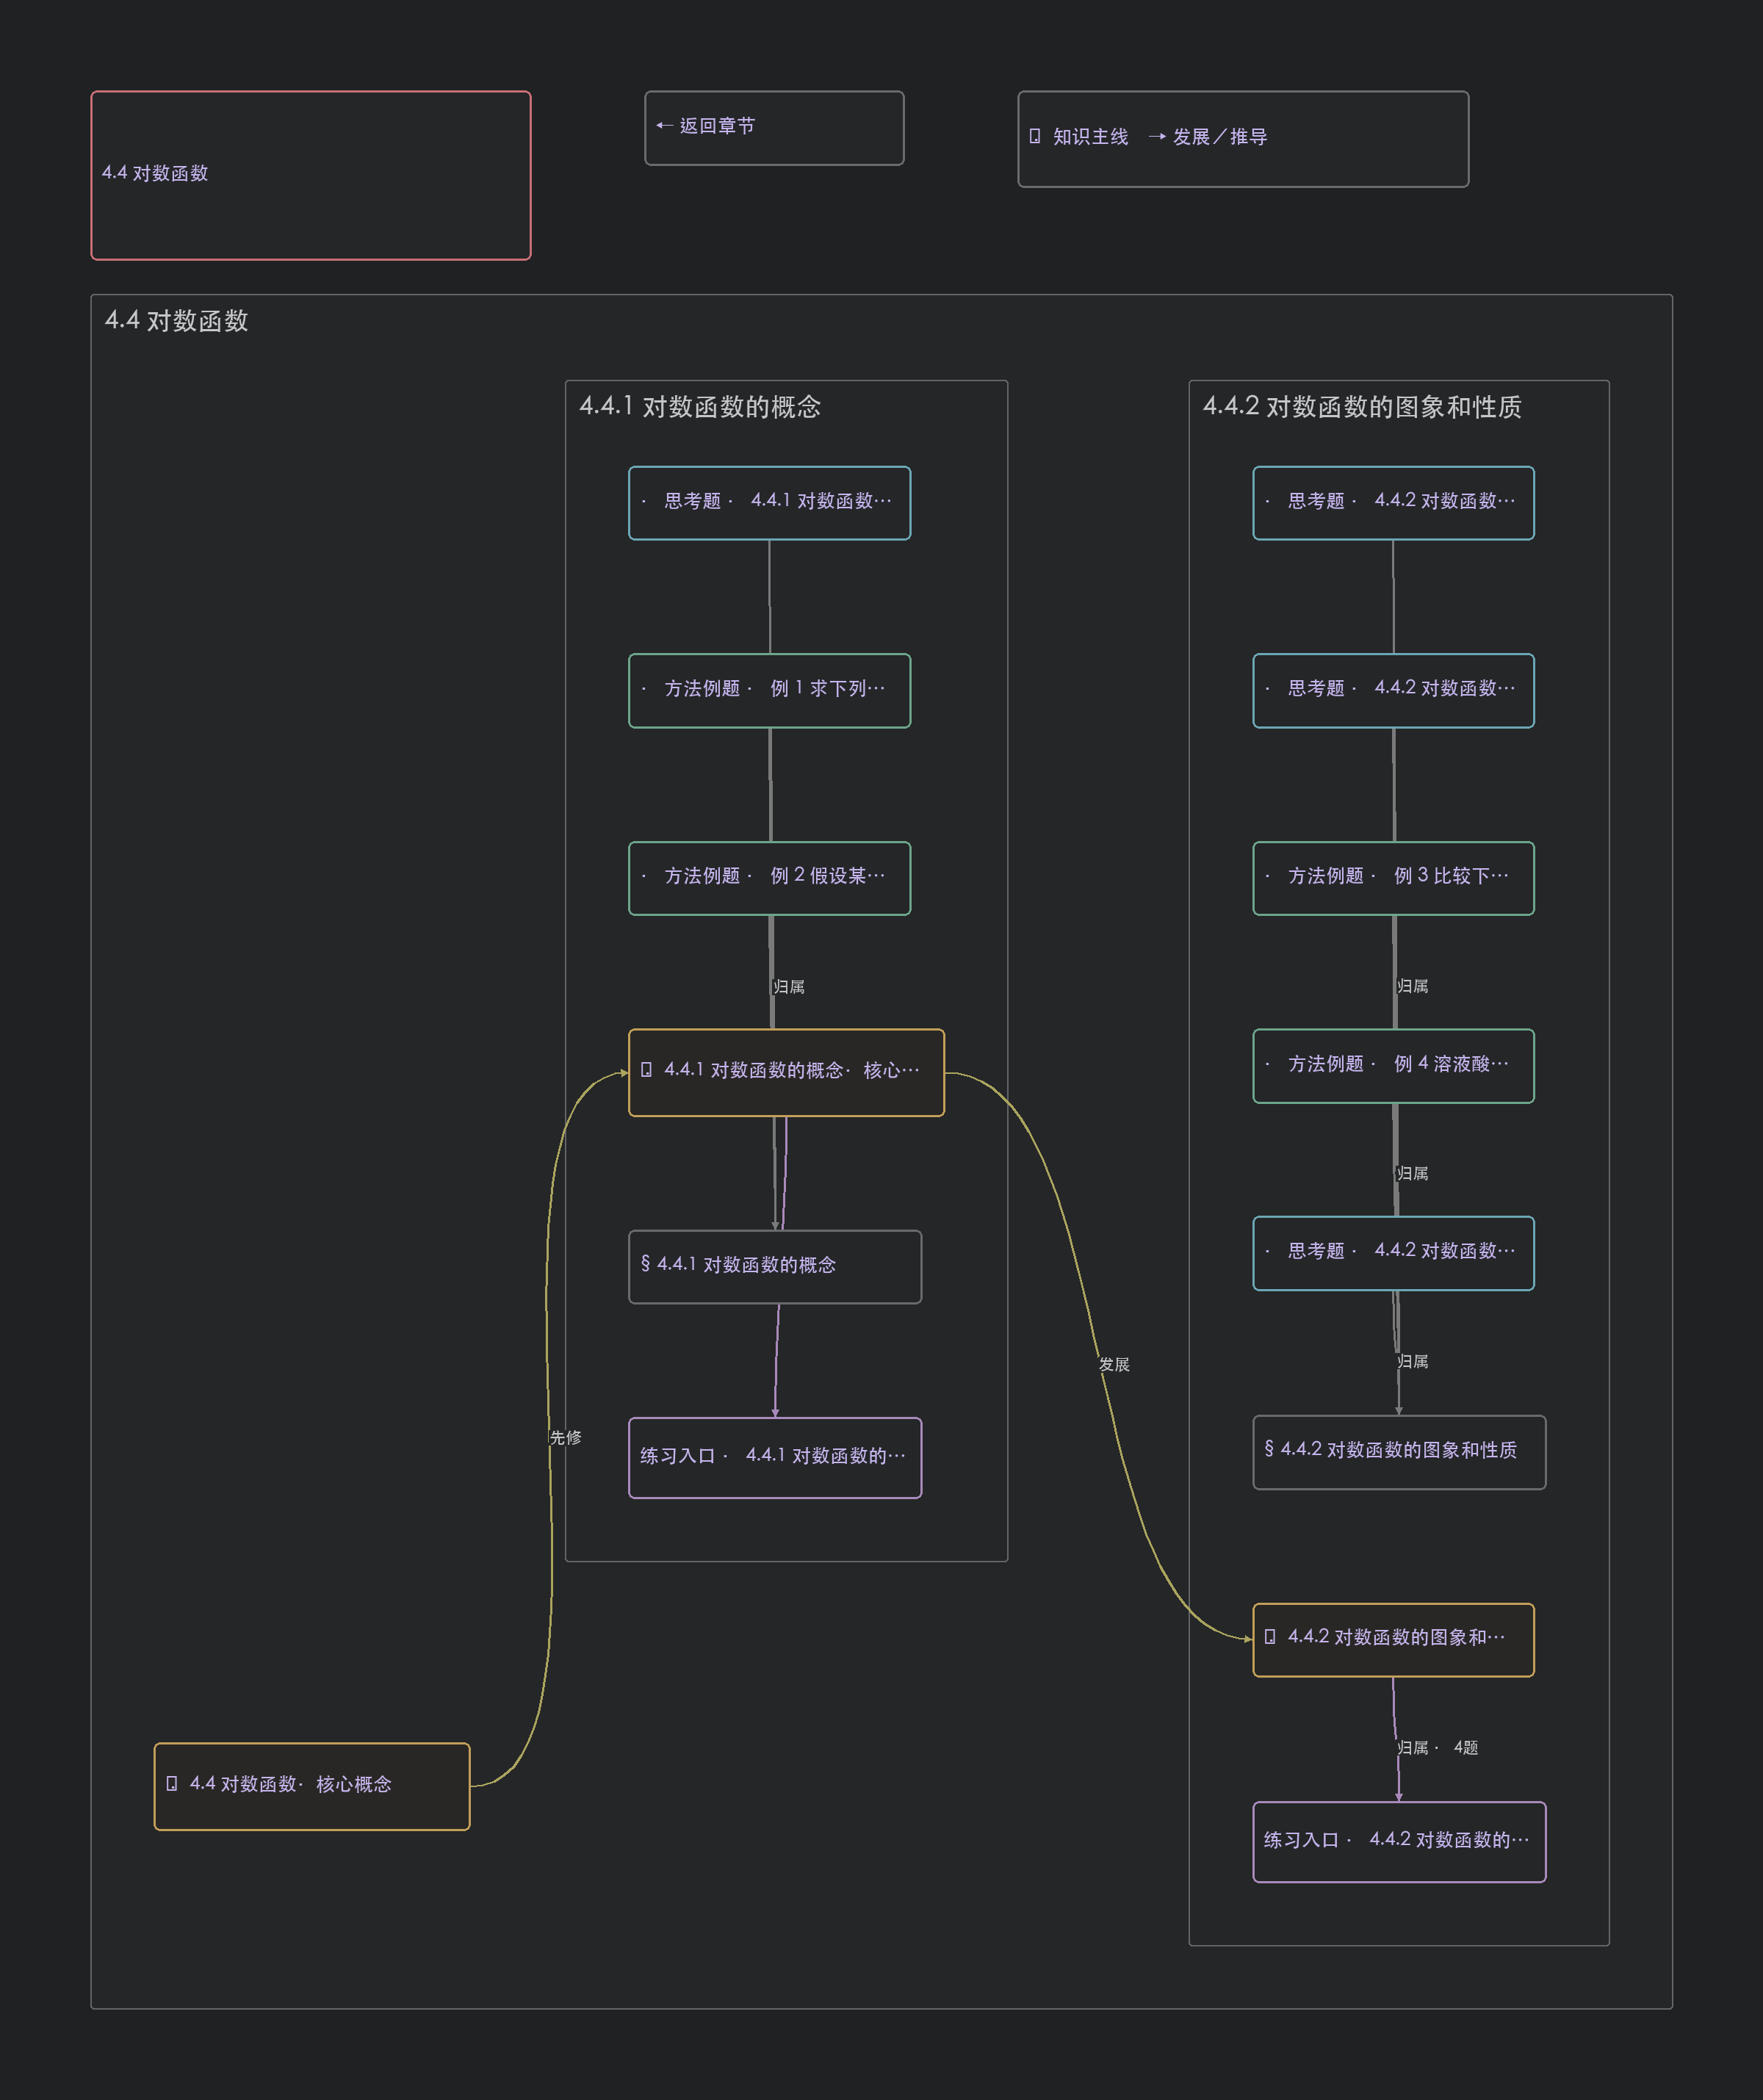 4.4 对数函数
← 返回章节
知识主线 → 发展／推导
4.4 对数函数
4.4.1 对数函数的概念
· 思考题 · 4.4.1 对数函数…
· 方法例题 · 例 1 求下列…
· 方法例题 · 例 2 假设某…
归属
4.4.1 对数函数的概念· 核心…
§ 4.4.1 对数函数的概念
练习入口 · 4.4.1 对数函数的…
先修
4.4 对数函数· 核心概念
发展
4.4.2 对数函数的图象和性质
· 思考题 · 4.4.2 对数函数…
· 思考题 · 4.4.2 对数函数…
· 方法例题 · 例 3 比较下…
归属
· 方法例题 · 例 4 溶液酸…
归属
· 思考题 · 4.4.2 对数函数…
归属
§ 4.4.2 对数函数的图象和性质
4.4.2 对数函数的图象和…
归属 · 4题
练习入口 · 4.4.2 对数函数的…